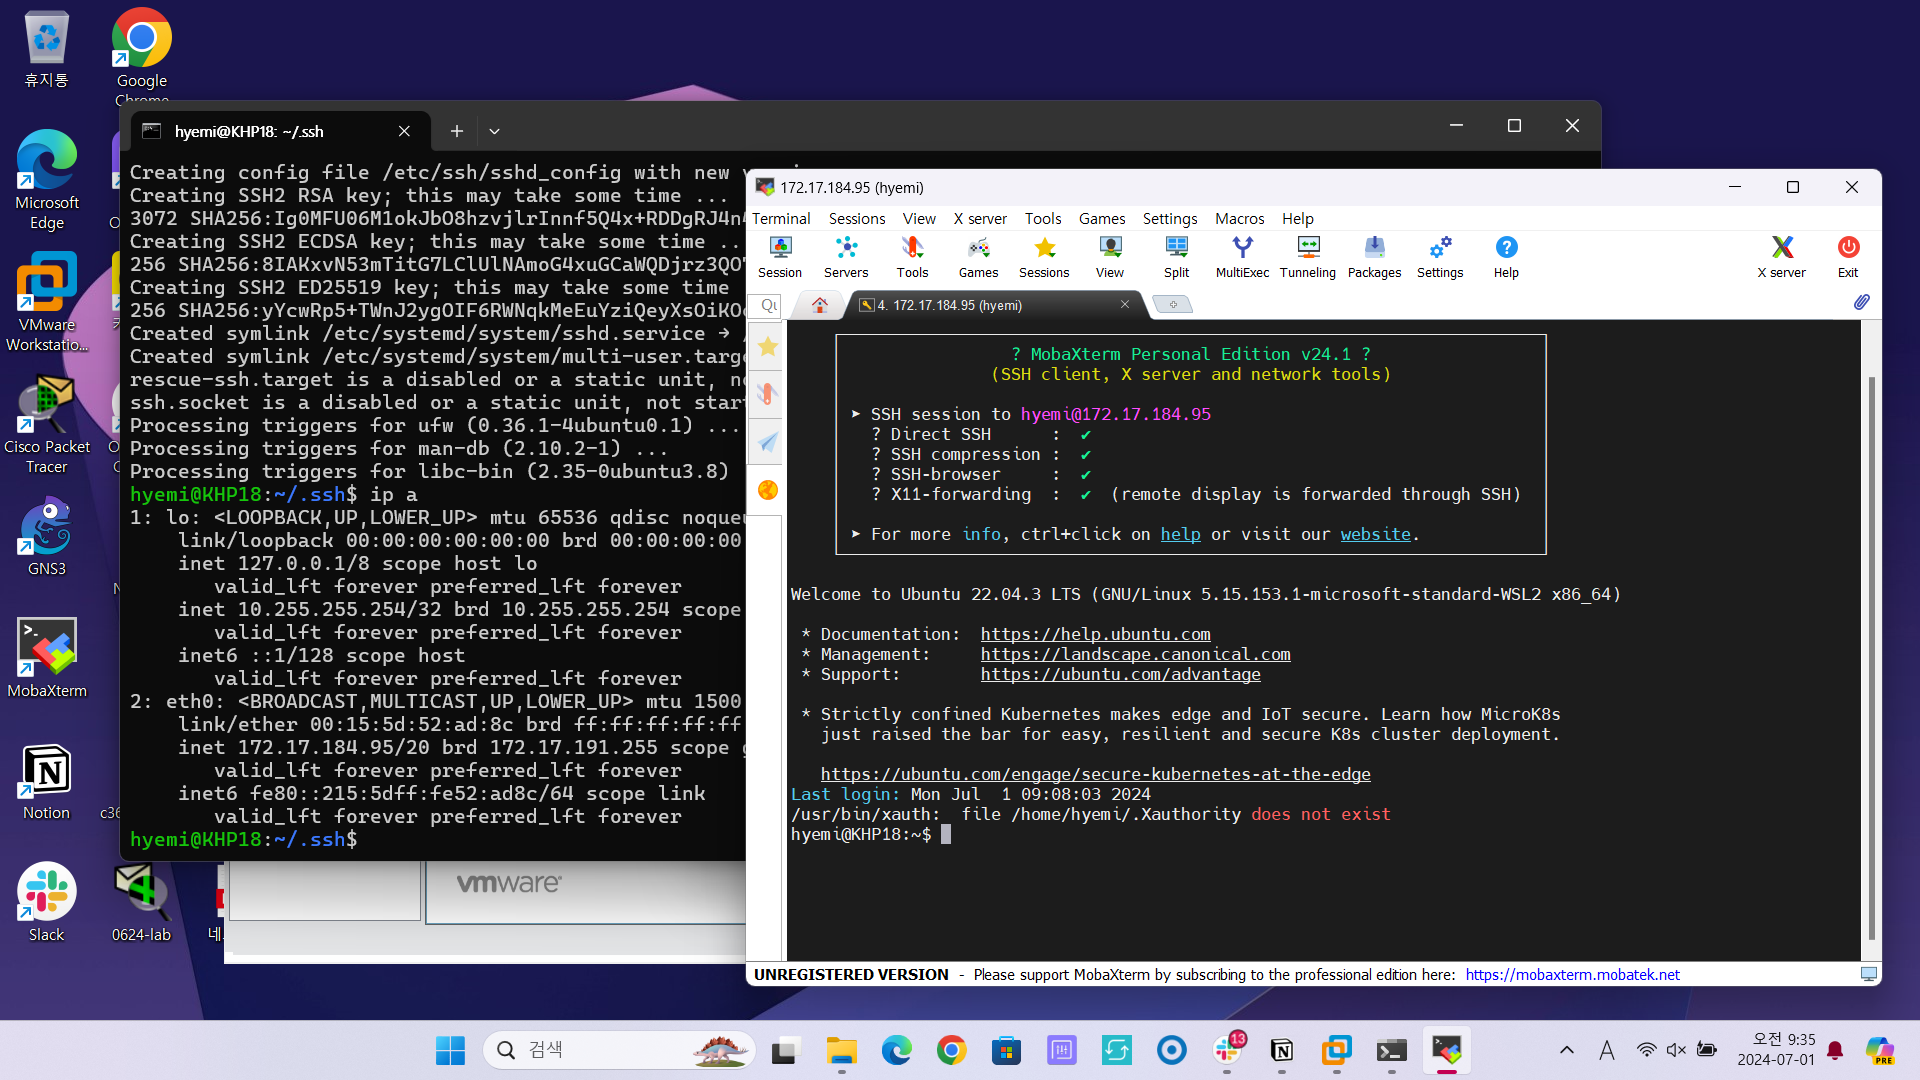 휴지통
Google
Chrome
Microsoft
Edge
VMware
Workstatio...
Cisco Packet
Tracer
GNS3
MobaXterm
Notion
Slack
0624-lab
hyemi@KHP18: ~/.ssh
Creating config file /etc/ssh/sshd_config with new
Creating SSH2 RSA key; this may take some time ...
3072 SHA256:Ig0MFU06M1okJbO8hzvjlrInnf5Q4x+RDDgRJ4n
Creating SSH2 ECDSA key; this may take some time ..
256 SHA256:8IAKxvN53mTitG7LClUlNAmoG4xuGCaWQDjrz3QO
Creating SSH2 ED25519 key; this may take some time
256 SHA256:yYcwRp5+TWnJ2ygOIF6RWNqkMeEuYziQeyXsOiKO
Created symlink /etc/systemd/system/sshd.service → /
Created symlink /etc/systemd/system/multi-user.targe
rescue-ssh.target is a disabled or a static unit, n
ssh.socket is a disabled or a static unit, not star
Processing triggers for ufw (0.36.1-4ubuntu0.1) ...
Processing triggers for man-db (2.10.2-1) ...
Processing triggers for libc-bin (2.35-0ubuntu3.8)
hyemi@KHP18:~/.ssh$ ip a
1: lo: <LOOPBACK,UP,LOWER_UP> mtu 65536 qdisc noqueu
link/loopback 00:00:00:00:00:00 brd 00:00:00:00
inet 127.0.0.1/8 scope host lo
valid_lft forever preferred_lft forever
inet 10.255.255.254/32 brd 10.255.255.254 scope
valid_lft forever preferred_lft forever
inet6 ::1/128 scope host
valid_lft forever preferred_lft forever
2: eth0: <BROADCAST,MULTICAST,UP,LOWER_UP> mtu 1500
link/ether 00:15:5d:52:ad:8c brd ff:ff:ff:ff:ff
inet 172.17.184.95/20 brd 172.17.191.255 scope g
valid_lft forever preferred_lft forever
inet6 fe80::215:5dff:fe52:ad8c/64 scope link
valid_lft forever preferred_lft forever
hyemi@KHP18:~/.ssh$
vmware
172.17.184.95 (hyemi)
Terminal Sessions View X server Tools Games Settings Macros Help
Session Servers Tools Games Sessions View Split MultiExec Tunneling Packages Settings Help X server Exit
Qu
4. 172.17.184.95 (hyemi)
? MobaXterm Personal Edition v24.1 ?
(SSH client, X server and network tools)
➤ SSH session to hyemi@172.17.184.95
? Direct SSH : ✔
? SSH compression : ✔
? SSH-browser : ✔
? X11-forwarding : ✔ (remote display is forwarded through SSH)
➤ For more info, ctrl+click on help or visit our website.
Welcome to Ubuntu 22.04.3 LTS (GNU/Linux 5.15.153.1-microsoft-standard-WSL2 x86_64)
* Documentation: https://help.ubuntu.com
* Management: https://landscape.canonical.com
* Support: https://ubuntu.com/advantage
* Strictly confined Kubernetes makes edge and IoT secure. Learn how MicroK8s
just raised the bar for easy, resilient and secure K8s cluster deployment.
https://ubuntu.com/engage/secure-kubernetes-at-the-edge
Last login: Mon Jul 1 09:08:03 2024
/usr/bin/xauth: file /home/hyemi/.Xauthority does not exist
hyemi@KHP18:~$
UNREGISTERED VERSION - Please support MobaXterm by subscribing to the professional edition here: https://mobaxterm.mobatek.net
검색
13
A
오전 9:35
2024-07-01
PRE